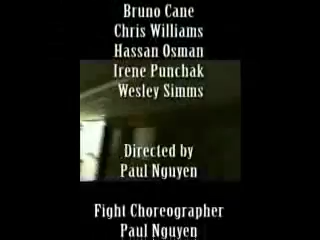 Bruno Cane
Chris Williams
Hassan Osman
Irene Punchak
Wesley Simms
Directed by
Paul Nguyen
Fight Choreographer
Paul Nguyen